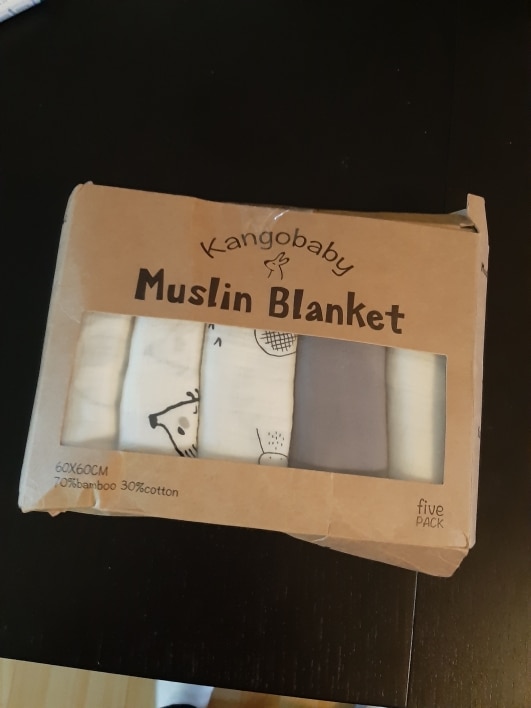 Kangobaby
Muslin Blanket
60X60CM
70%bamboo 30%cotton
five
PACK